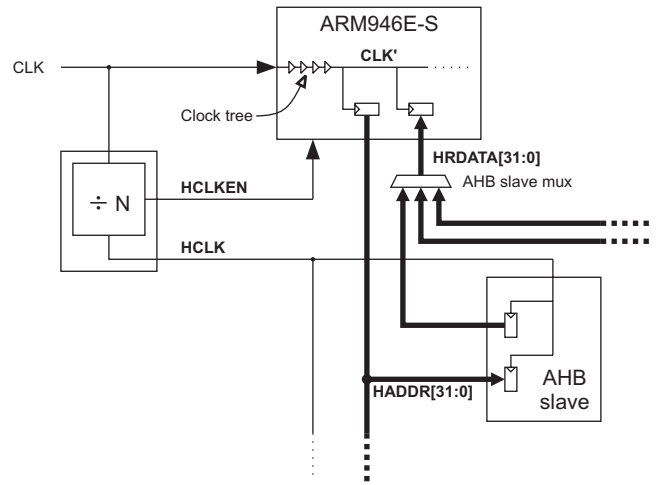 ARM946E-S
CLK
CLK'
Clock tree
HRDATA[31:0]
AHB slave mux
HCLKEN
÷ N
HCLK
HADDR[31:0]
AHB
slave